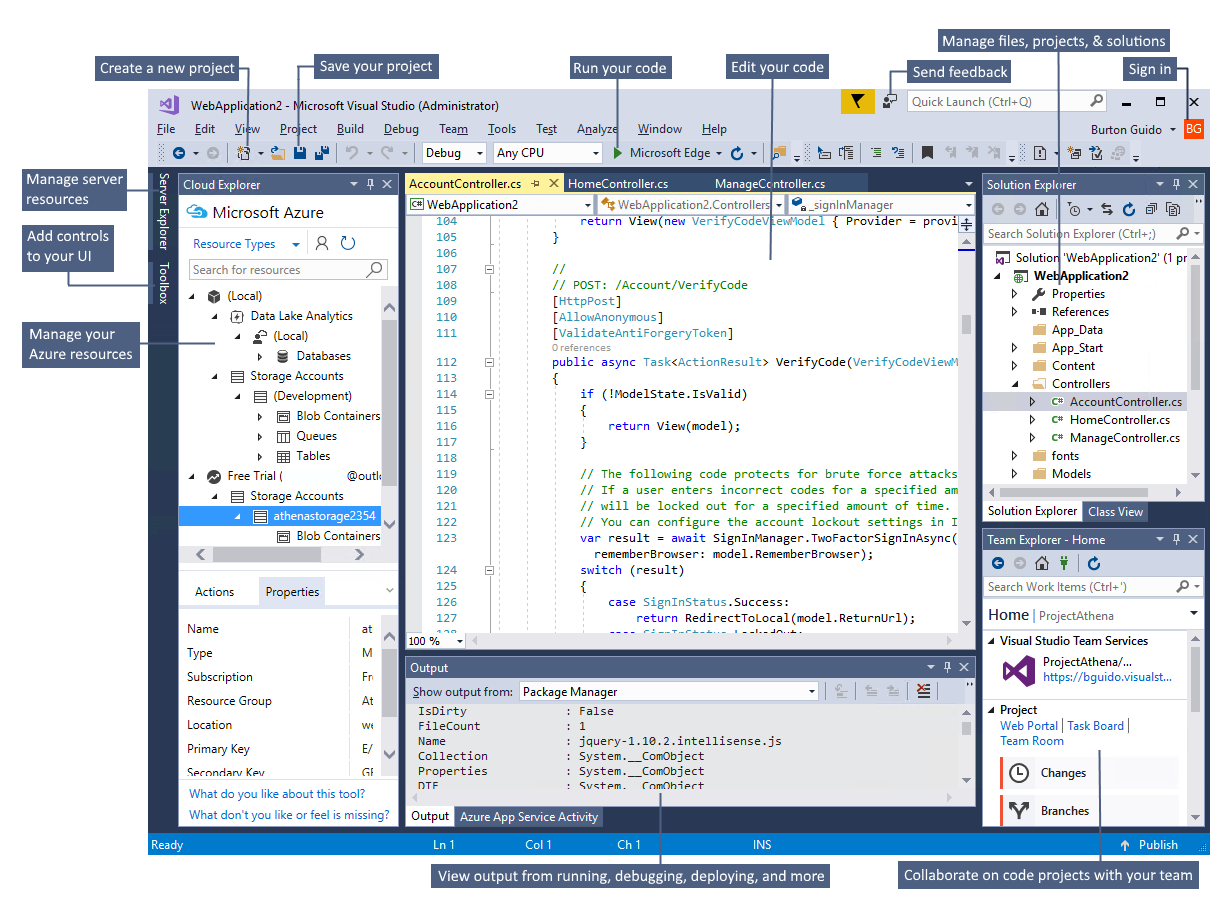 Manage files, projects, & solutions
Create a new project
Save your project
Run your code
Edit your code
Send feedback
Sign in
WebApplication2 - Microsoft Visual Studio (Administrator)
Quick Launch (Ctrl+Q)
File Edit View Project Build Debug Team Tools Test Analyze Window Help
Burton Guido
BG
Debug
Any CPU
Microsoft Edge
Manage server
resources
Add controls
to your UI
Manage your
Azure resources
Server Explorer
Toolbox
Cloud Explorer
Microsoft Azure
Resource Types
Search for resources
(Local)
Data Lake Analytics
(Local)
Databases
Storage Accounts
(Development)
Blob Containers
Queues
Tables
Free Trial ( @outlo
Storage Accounts
athenastorage2354
Blob Containers
Actions Properties
Name at
Type M
Subscription Fr
Resource Group At
Location we
Primary Key E/
Secondary Key GF
What do you like about this tool?
What don't you like or feel is missing?
AccountController.cs HomeController.cs ManageController.cs
C# WebApplication2 WebApplication2.Controllers _signInManager
104 return View(new VerifyCodeViewModel { Provider = provi
105 }
106
107 //
108 // POST: /Account/VerifyCode
109 [HttpPost]
110 [AllowAnonymous]
111 [ValidateAntiForgeryToken]
0 references
112 public async Task<ActionResult> VerifyCode(VerifyCodeViewM
113 {
114 if (!ModelState.IsValid)
115 {
116 return View(model);
117 }
118
119 // The following code protects for brute force attacks
120 // If a user enters incorrect codes for a specified am
121 // will be locked out for a specified amount of time.
122 // You can configure the account lockout settings in I
123 var result = await SignInManager.TwoFactorSignInAsync(
rememberBrowser: model.RememberBrowser);
124 switch (result)
125 {
126 case SignInStatus.Success:
127 return RedirectToLocal(model.ReturnUrl);
128 case SignInStatus.LockedOut:
100 %
Output
Show output from: Package Manager
IsDirty : False
FileCount : 1
Name : jquery-1.10.2.intellisense.js
Collection : System.__ComObject
Properties : System.__ComObject
DTE : System.__ComObject
Output Azure App Service Activity
Solution Explorer
Search Solution Explorer (Ctrl+;)
Solution 'WebApplication2' (1 pr
WebApplication2
Properties
References
App_Data
App_Start
Content
Controllers
C# AccountController.cs
C# HomeController.cs
C# ManageController.cs
fonts
Models
Solution Explorer Class View
Team Explorer - Home
Search Work Items (Ctrl+')
Home | ProjectAthena
Visual Studio Team Services
ProjectAthena/...
https://bguido.visualst...
Project
Web Portal | Task Board |
Team Room
Changes
Branches
Ready Ln 1 Col 1 Ch 1 INS Publish
View output from running, debugging, deploying, and more
Collaborate on code projects with your team